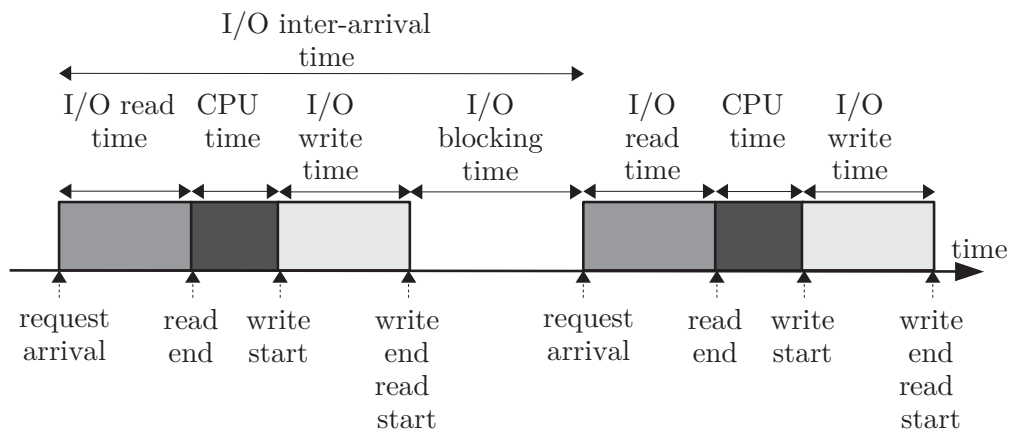 I/O inter-arrival
time
I/O read
time
CPU
time
I/O
write
time
I/O
blocking
time
I/O
read
time
CPU
time
I/O
write
time
time
request
arrival
read
end
write
start
write
end
read
start
request
arrival
read
end
write
start
write
end
read
start